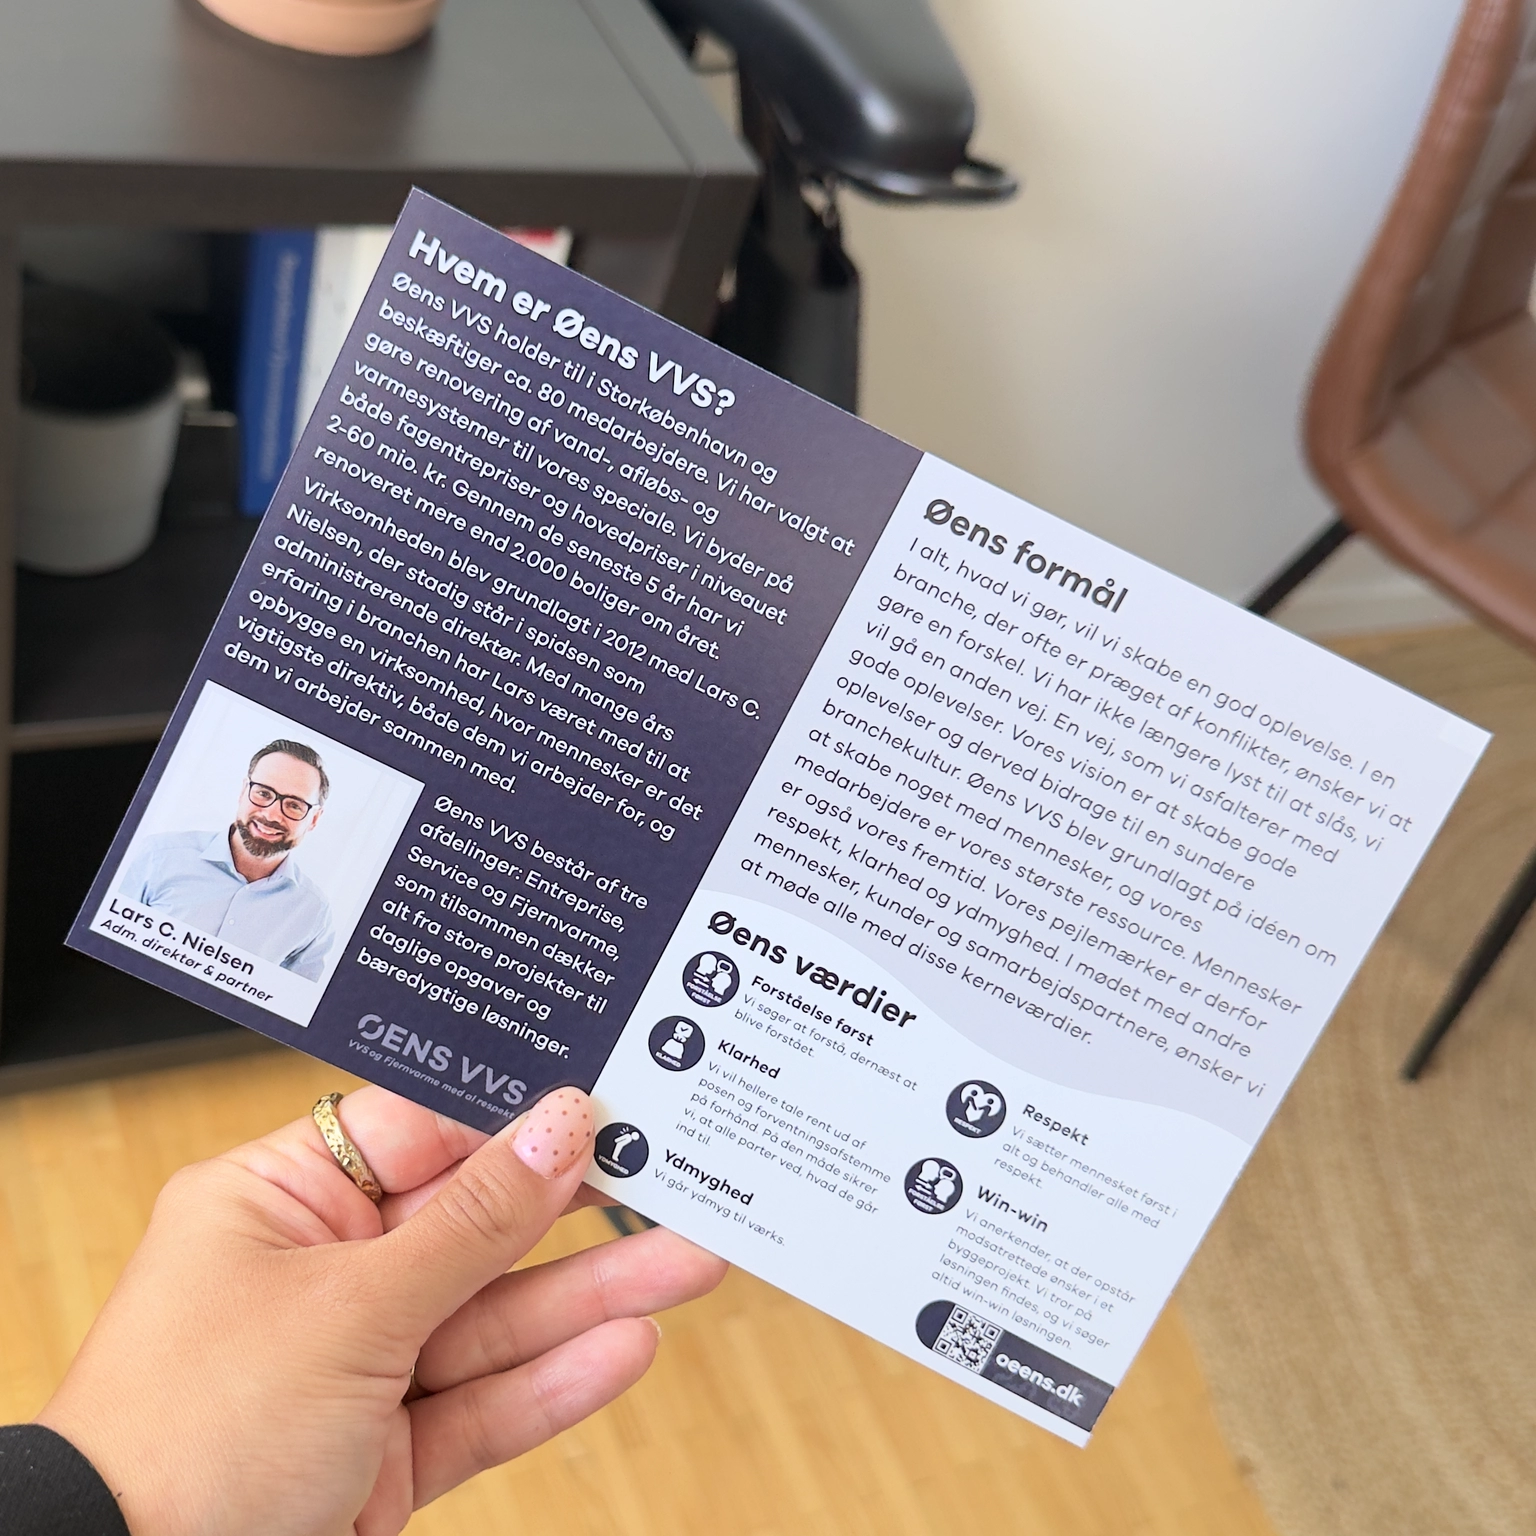 Hvem er Øens VVS?
Øens VVS holder til i Storkøbenhavn og
beskæftiger ca. 80 medarbejdere. Vi har valgt at
gøre renovering af vand-, afløbs- og
varmesystemer til vores speciale. Vi byder på
både fagentrepriser og hovedpriser i niveauet
2-60 mio. kr. Gennem de seneste 5 år har vi
renoveret mere end 2.000 boliger om året.
Virksomheden blev grundlagt i 2012 med Lars C.
Nielsen, der stadig står i spidsen som
administrerende direktør. Med mange års
erfaring i branchen har Lars været med til at
opbygge en virksomhed, hvor mennesker er det
vigtigste direktiv, både dem vi arbejder for, og
dem vi arbejder sammen med.
Øens VVS består af tre
afdelinger: Entreprise,
Service og Fjernvarme,
som tilsammen dækker
alt fra store projekter til
daglige opgaver og
bæredygtige løsninger.
Lars C. Nielsen
Adm. direktør & partner
ØENS VVS
VVS og Fjernvarme med al respekt
Øens formål
I alt, hvad vi gør, vil vi skabe en god oplevelse. I en
branche, der ofte er præget af konflikter, ønsker vi at
gøre en forskel. Vi har ikke længere lyst til at slås, vi
vil gå en anden vej. En vej, som vi asfalterer med
gode oplevelser. Vores vision er at skabe gode
oplevelser og derved bidrage til en sundere
branchekultur. Øens VVS blev grundlagt på idéen om
at skabe noget med mennesker, og vores
medarbejdere er vores største ressource. Mennesker
er også vores fremtid. Vores pejlemærker er derfor
respekt, klarhed og ydmyghed. I mødet med andre
mennesker, kunder og samarbejdspartnere, ønsker vi
at møde alle med disse kerneværdier.
Øens værdier
FORSTÅELSE
FØRST
Forståelse først
Vi søger at forstå, dernæst at
blive forstået.
KLARHED
Klarhed
Vi vil hellere tale rent ud af
posen og forventningsafstemme
på forhånd. På den måde sikrer
vi, at alle parter ved, hvad de går
ind til.
YDMYGHED
Ydmyghed
Vi går ydmyg til værks.
RESPEKT
Respekt
Vi sætter mennesket først i
alt og behandler alle med
respekt.
FORSTÅELSE
FØRST
Win-win
Vi anerkender, at der opstår
modsatrettede ønsker i et
byggeprojekt. Vi tror på
løsningen findes, og vi søger
altid win-win løsningen.
oeens.dk